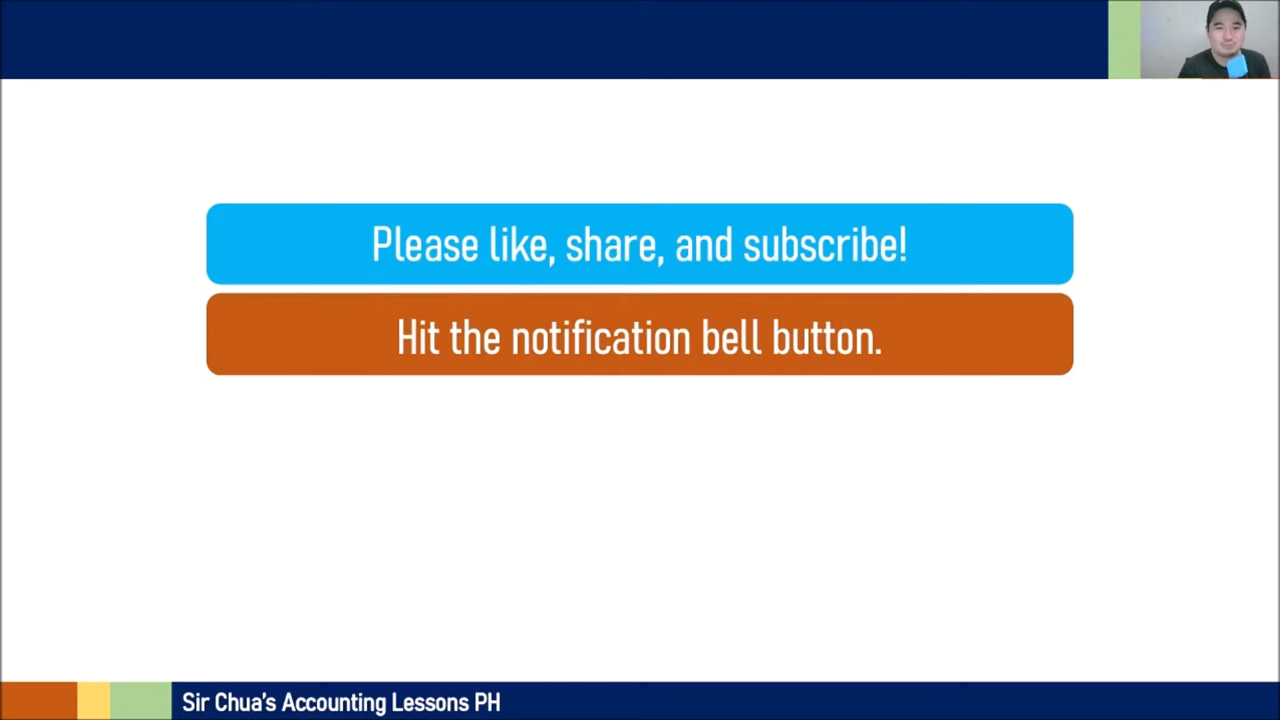 Please like, share, and subscribe!
Hit the notification bell button.
Sir Chua's Accounting Lessons PH